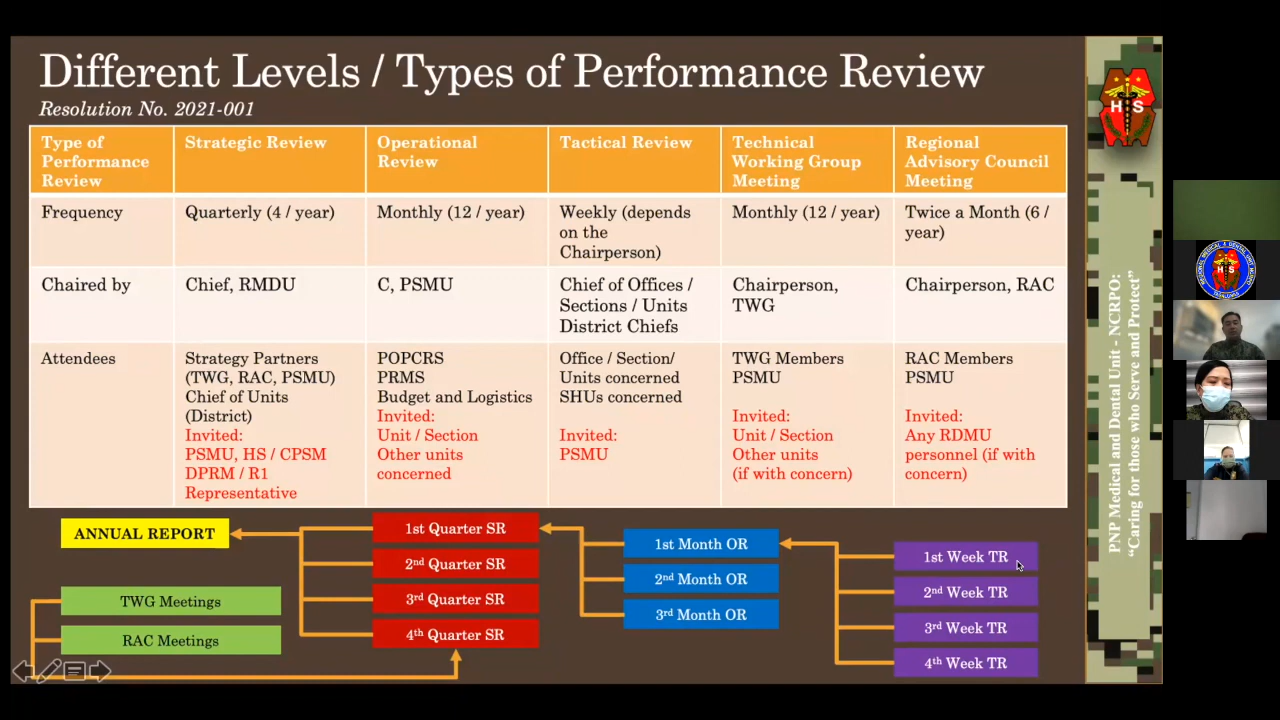 Different Levels / Types of Performance Review
Resolution No. 2021-001
Type of
Performance
Review
Strategic Review
Operational
Review
Tactical Review
Technical
Working Group
Meeting
Regional
Advisory Council
Meeting
Frequency
Quarterly (4 / year)
Monthly (12 / year)
Weekly (depends
on the
Chairperson)
Monthly (12 / year)
Twice a Month (6 /
year)
Chaired by
Chief, RMDU
C, PSMU
Chief of Offices /
Sections / Units
District Chiefs
Chairperson,
TWG
Chairperson, RAC
Attendees
Strategy Partners
(TWG, RAC, PSMU)
Chief of Units
(District)
Invited:
PSMU, HS / CPSM
DPRM / R1
Representative
POPCRS
PRMS
Budget and Logistics
Invited:
Unit / Section
Other units
concerned
Office / Section/
Units concerned
SHUs concerned
Invited:
PSMU
TWG Members
PSMU
Invited:
Unit / Section
Other units
(if with concern)
RAC Members
PSMU
Invited:
Any RDMU
personnel (if with
concern)
ANNUAL REPORT
TWG Meetings
RAC Meetings
1st Quarter SR
2nd Quarter SR
3rd Quarter SR
4th Quarter SR
1st Month OR
2nd Month OR
3rd Month OR
1st Week TR
2nd Week TR
3rd Week TR
4th Week TR
H S
PNP Medical and Dental Unit - NCRPO:
“Caring for those who Serve and Protect”
H S